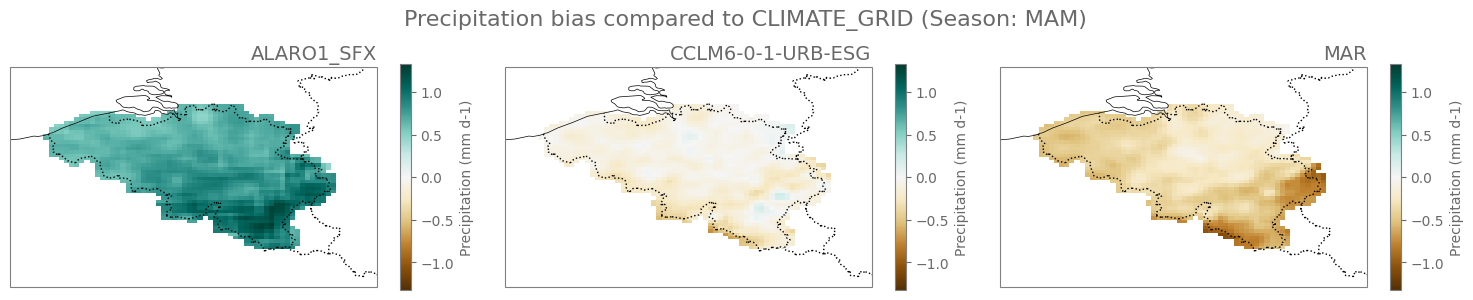 Precipitation bias compared to CLIMATE_GRID (Season: MAM)
ALARO1_SFX
1.0
0.5
0.0
−0.5
−1.0
Precipitation (mm d-1)
CCLM6-0-1-URB-ESG
1.0
0.5
0.0
−0.5
−1.0
Precipitation (mm d-1)
MAR
1.0
0.5
0.0
−0.5
−1.0
Precipitation (mm d-1)